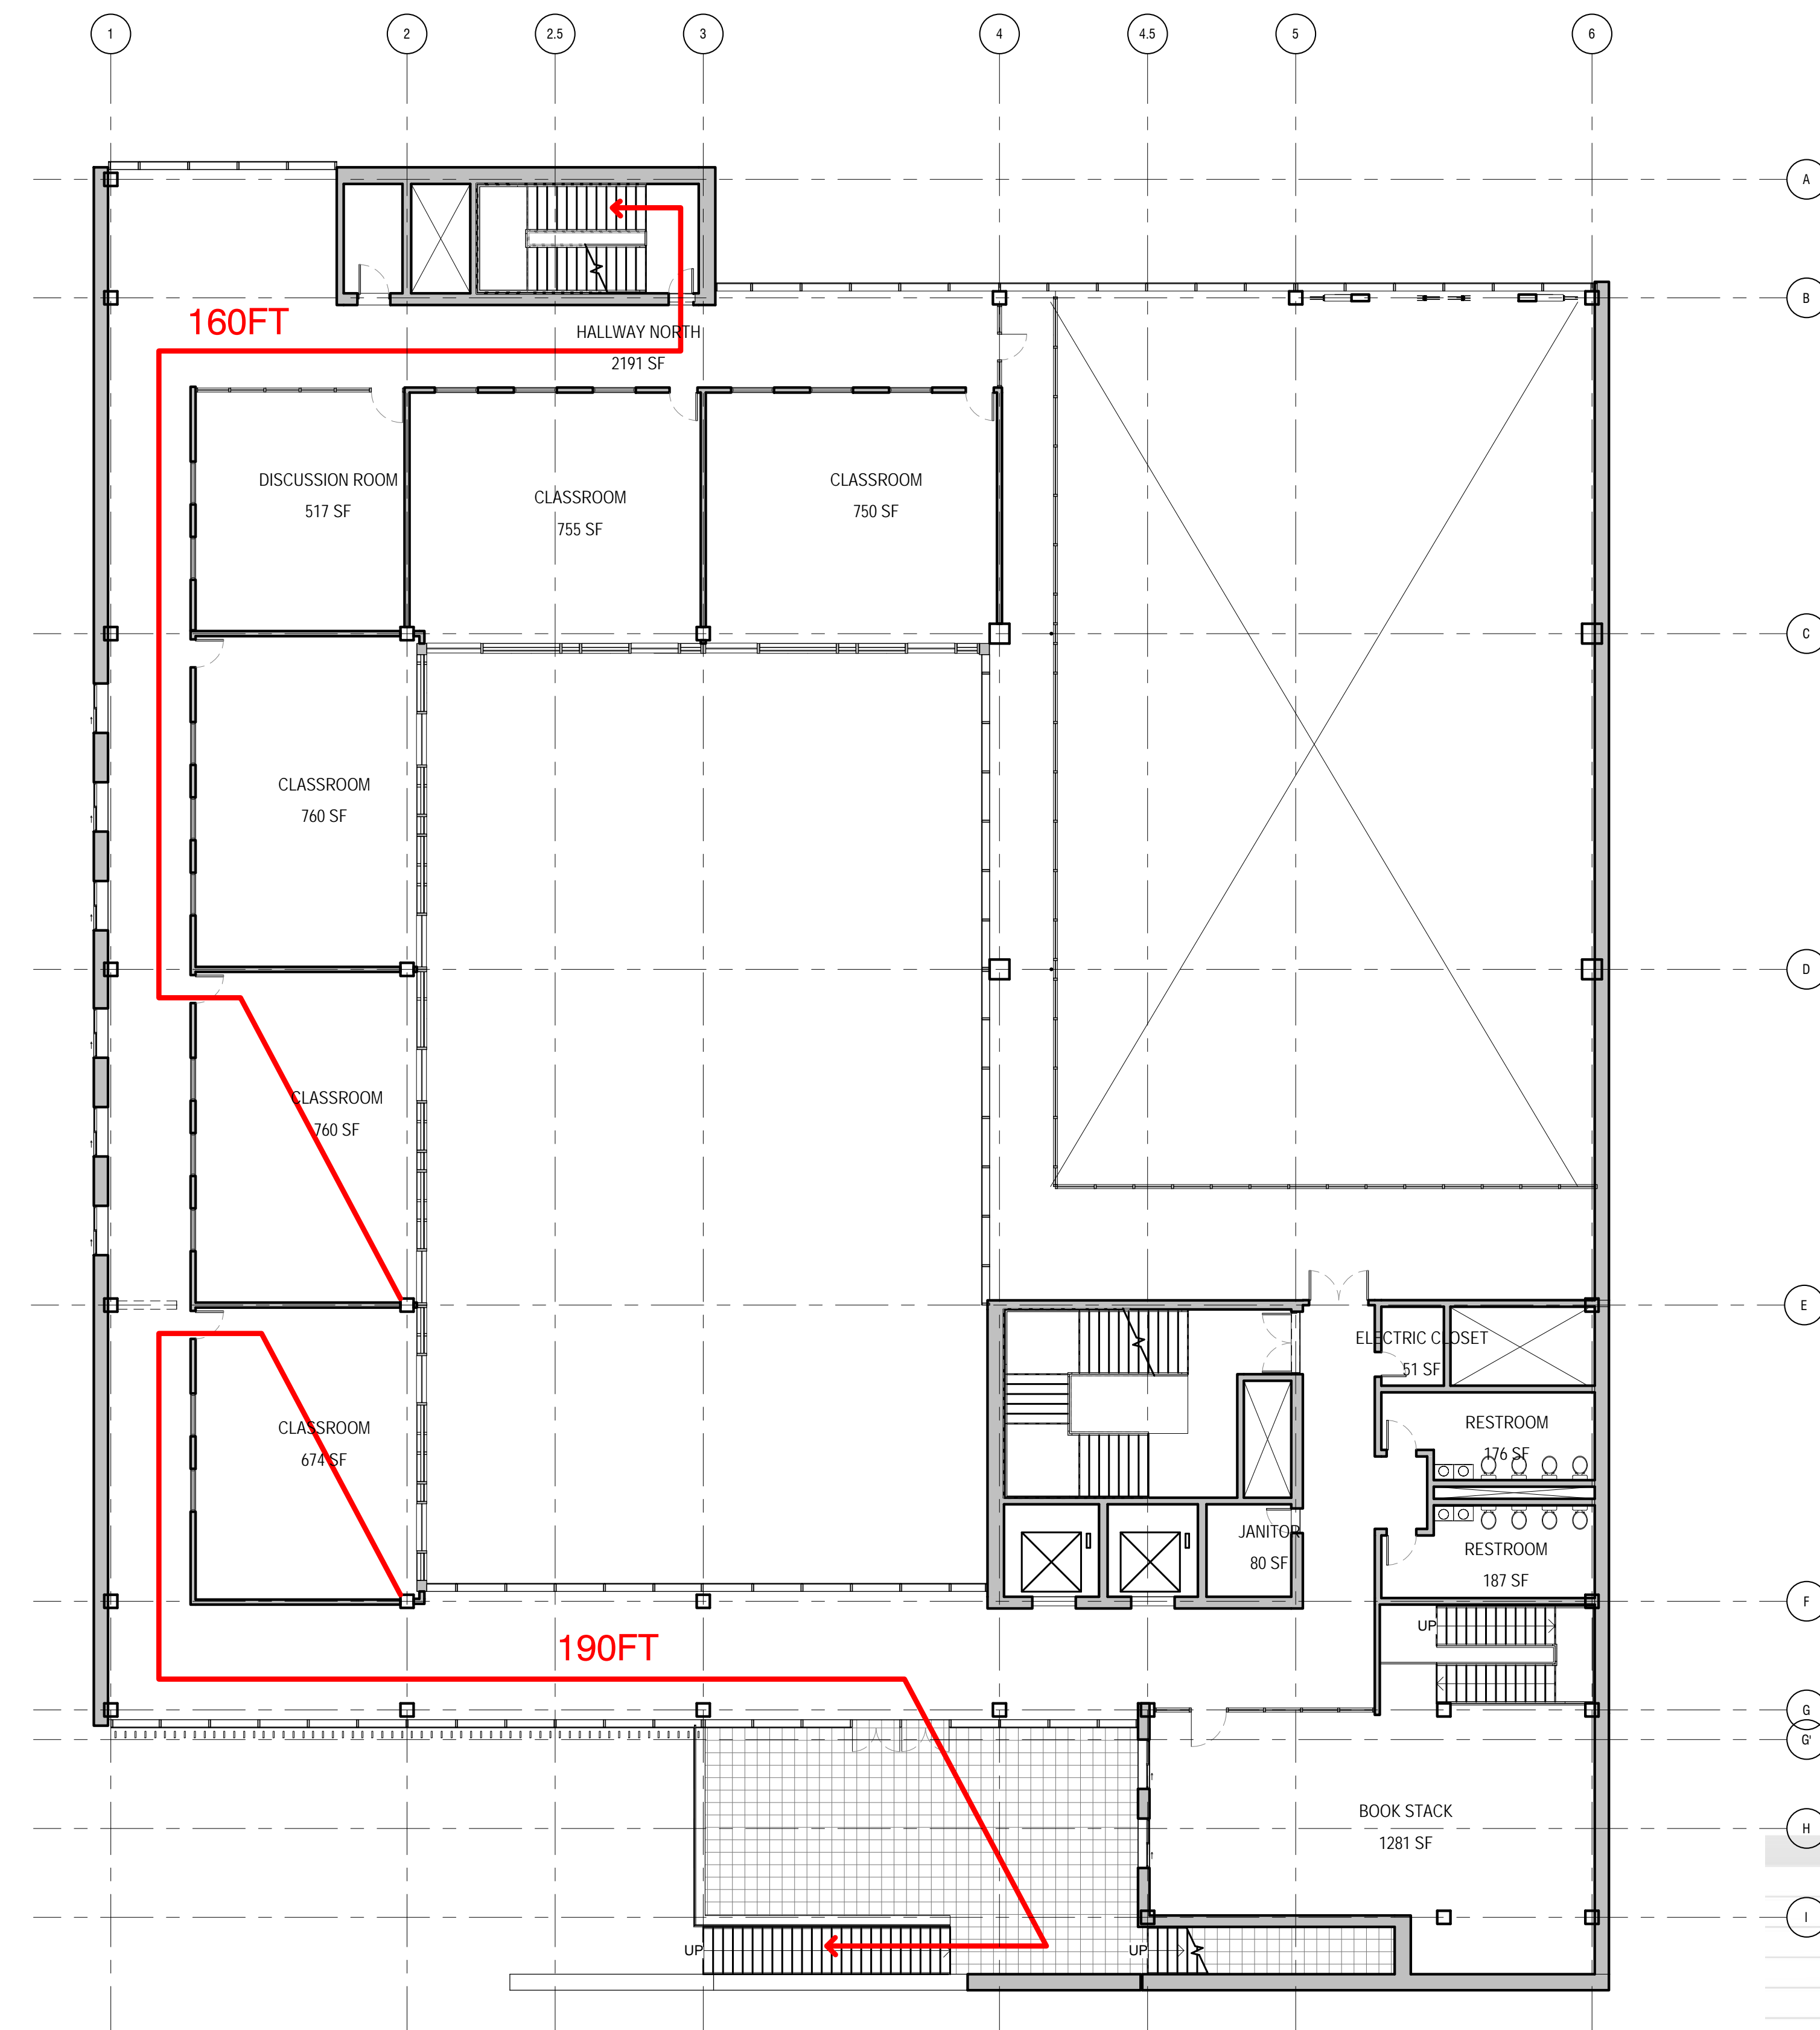 1 2 2.5 3 4 4.5 5 6
A
B
160FT
HALLWAY NORTH
2191 SF
DISCUSSION ROOM
517 SF
CLASSROOM
755 SF
CLASSROOM
750 SF
C
CLASSROOM
760 SF
D
CLASSROOM
760 SF
E
ELECTRIC CLOSET
51 SF
CLASSROOM
674 SF
RESTROOM
176 SF
JANITOR
80 SF
RESTROOM
187 SF
F
UP
190FT
G
G'
BOOK STACK
1281 SF
H
I
UP
UP